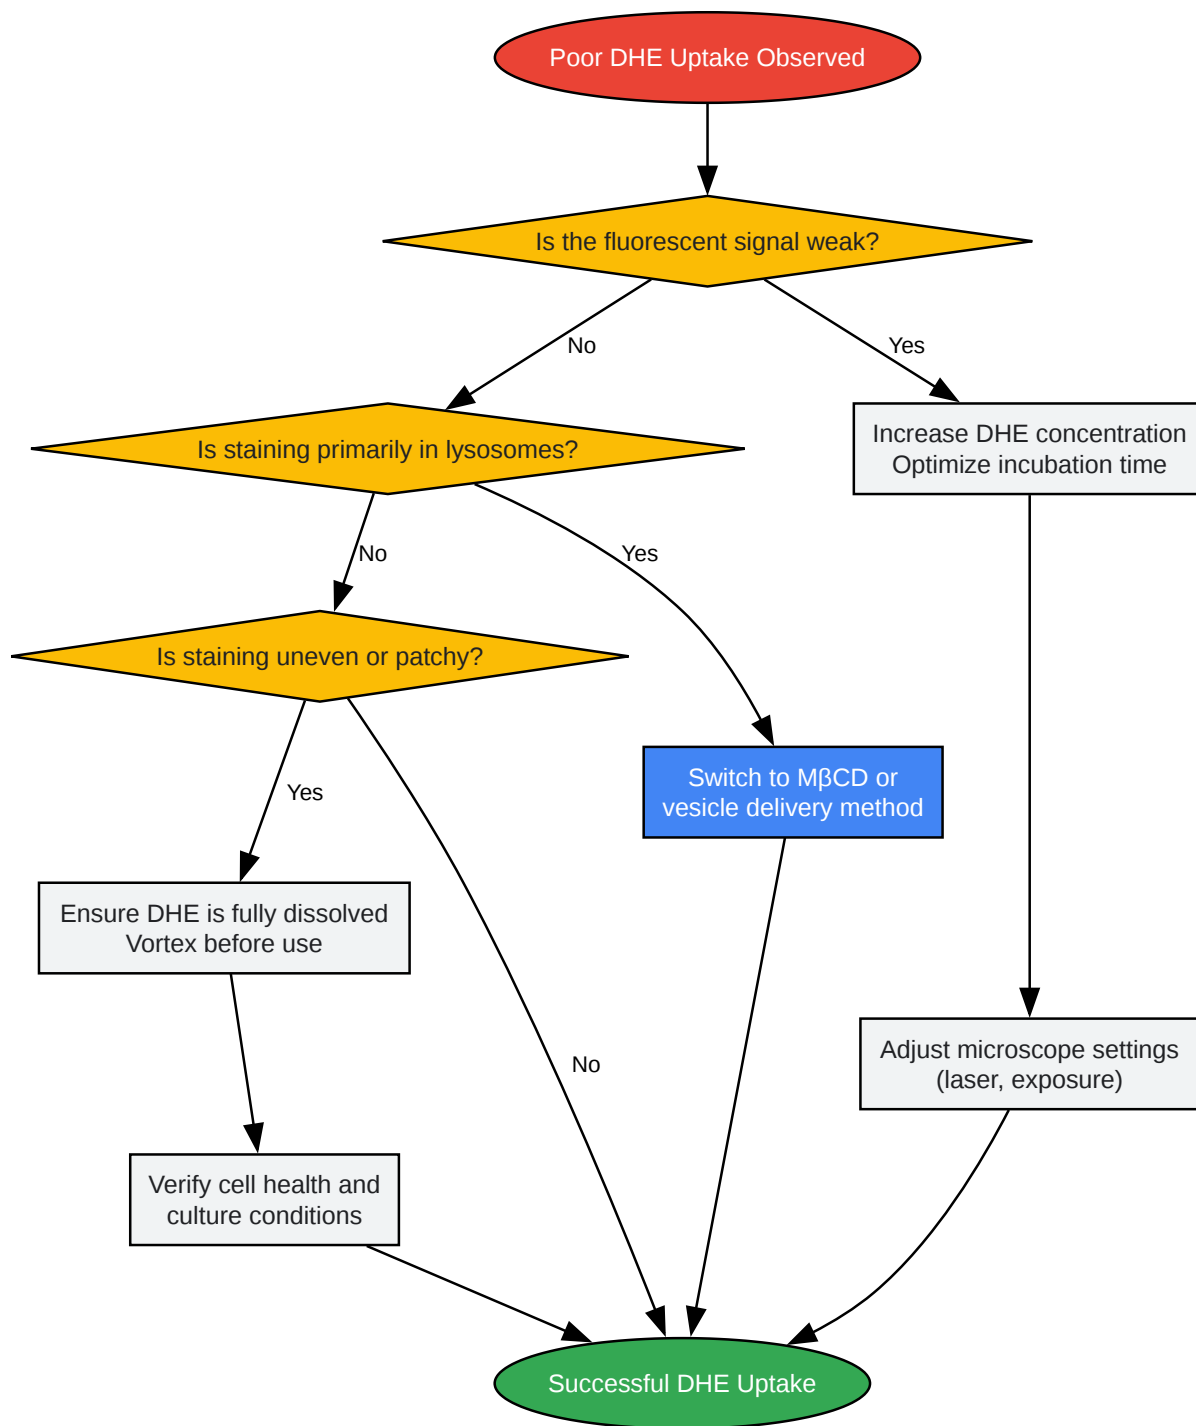 Poor DHE Uptake Observed
Is the fluorescent signal weak?
No
Yes
Is staining primarily in lysosomes?
Increase DHE concentration
Optimize incubation time
No
Yes
Is staining uneven or patchy?
Switch to MβCD or
vesicle delivery method
Yes
Ensure DHE is fully dissolved
Vortex before use
No
Adjust microscope settings
(laser, exposure)
Verify cell health and
culture conditions
Successful DHE Uptake